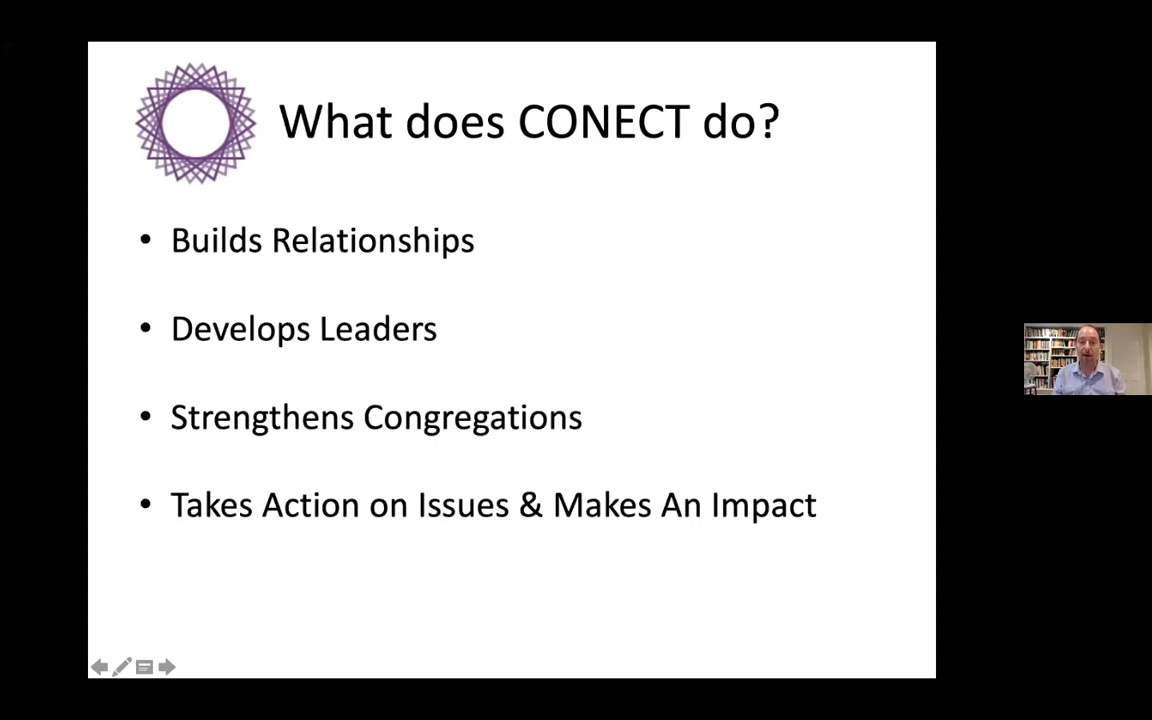 What does CONECT do?
• Builds Relationships
• Develops Leaders
• Strengthens Congregations
• Takes Action on Issues & Makes An Impact